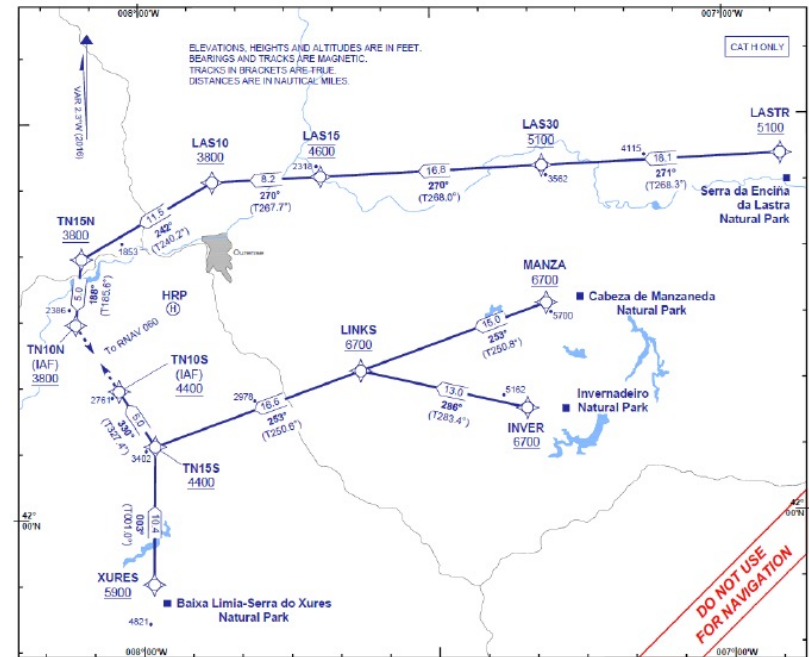 008°00'W
007°00'W
ELEVATIONS, HEIGHTS AND ALTITUDES ARE IN FEET.
BEARINGS AND TRACKS ARE MAGNETIC.
TRACKS IN BRACKETS ARE TRUE.
DISTANCES ARE IN NAUTICAL MILES.
CAT H ONLY
VAR 2.3°W (2016)
LASTR
5100
LAS30
5100
LAS15
4600
LAS10
3800
2318
4115
3562
8.2
270°
(T267.7°)
16.8
270°
(T268.0°)
18.1
271°
(T268.3°)
Serra da Enciña
da Lastra
Natural Park
11.5
242°
(T240.2°)
TN15N
3800
1853
Ourense
5.0
188°
(T185.6°)
2386
HRP
H
To RNAV 060
TN10N
(IAF)
3800
MANZA
6700
5700
Cabeza de Manzaneda
Natural Park
LINKS
6700
15.0
253°
(T250.8°)
TN10S
(IAF)
4400
2761
5.0
330°
(T327.4°)
2978
16.6
253°
(T250.6°)
13.0
286°
(T283.4°)
5162
INVER
6700
Invernadeiro
Natural Park
3482
TN15S
4400
42°
00'N
42°
00'N
10.4
003°
(T001.0°)
XURES
5900
Baixa Limia-Serra do Xures
Natural Park
4821
DO NOT USE
FOR NAVIGATION
008°00'W
007°00'W